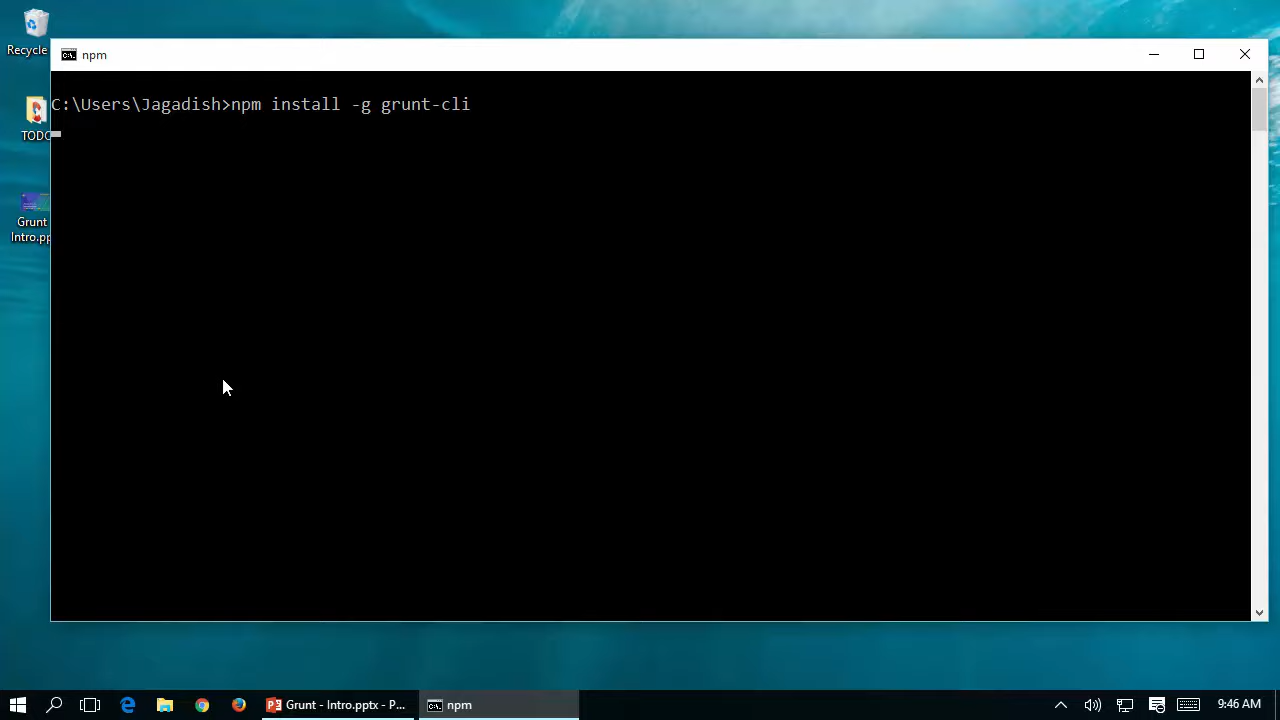 Recycle
npm
C:\Users\Jagadish>npm install -g grunt-cli
TODO
Grunt
Intro.pp
Grunt - Intro.pptx - P...
npm
9:46 AM